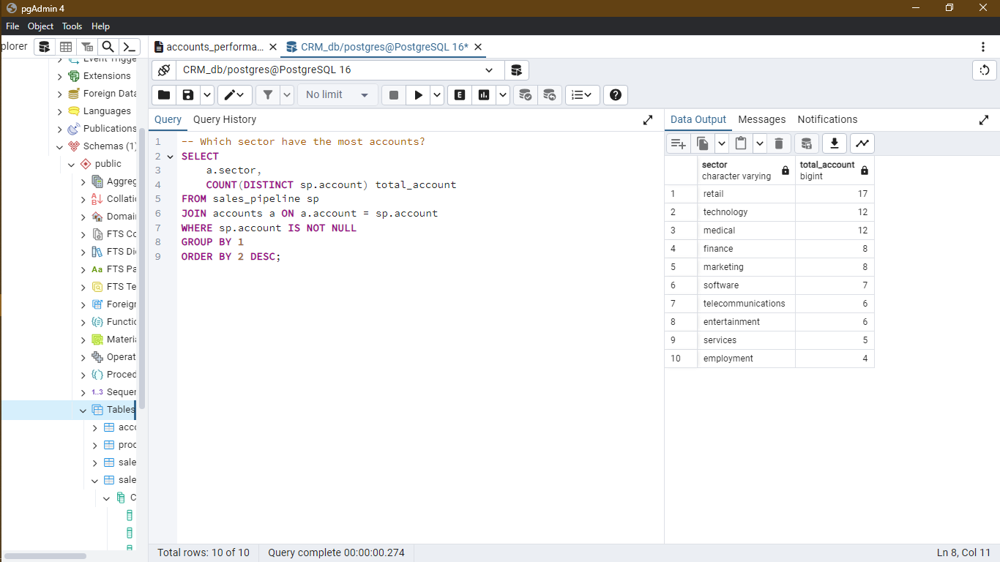 pgAdmin 4
File Object Tools Help
plorer
accounts_performa...
CRM_db/postgres@PostgreSQL 16*
CRM_db/postgres@PostgreSQL 16
No limit
E
Query Query History
Data Output Messages Notifications
Event Trigge
Extensions
Foreign Data
Languages
Publications
Schemas (1)
public
Aggreg
Collatio
Domain
FTS Co
FTS Di
Aa FTS Pa
FTS Te
Foreign
Functio
Materia
Operat
Proced
1..3 Sequen
Tables
acco
prod
sale
sale
C
1 -- Which sector have the most accounts?
2 SELECT
3 a.sector,
4 COUNT(DISTINCT sp.account) total_account
5 FROM sales_pipeline sp
6 JOIN accounts a ON a.account = sp.account
7 WHERE sp.account IS NOT NULL
8 GROUP BY 1
9 ORDER BY 2 DESC;
sector total_account
character varying bigint
1 retail 17
2 technology 12
3 medical 12
4 finance 8
5 marketing 8
6 software 7
7 telecommunications 6
8 entertainment 6
9 services 5
10 employment 4
Total rows: 10 of 10 Query complete 00:00:00.274 Ln 8, Col 11